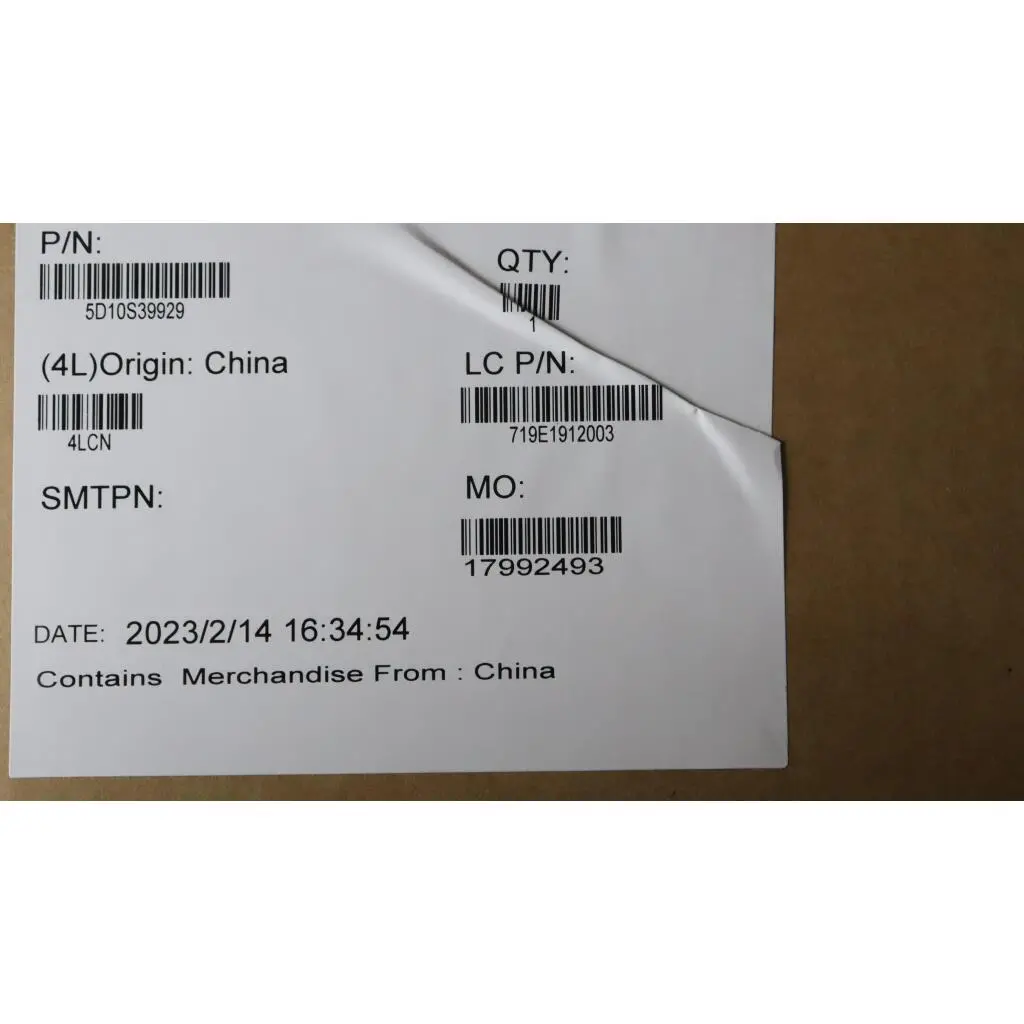 P/N:
5D10S39929
QTY:
1
(4L)Origin: China
4LCN
LC P/N:
719E1912003
SMTPN:
MO:
17992493
DATE: 2023/2/14 16:34:54
Contains Merchandise From : China